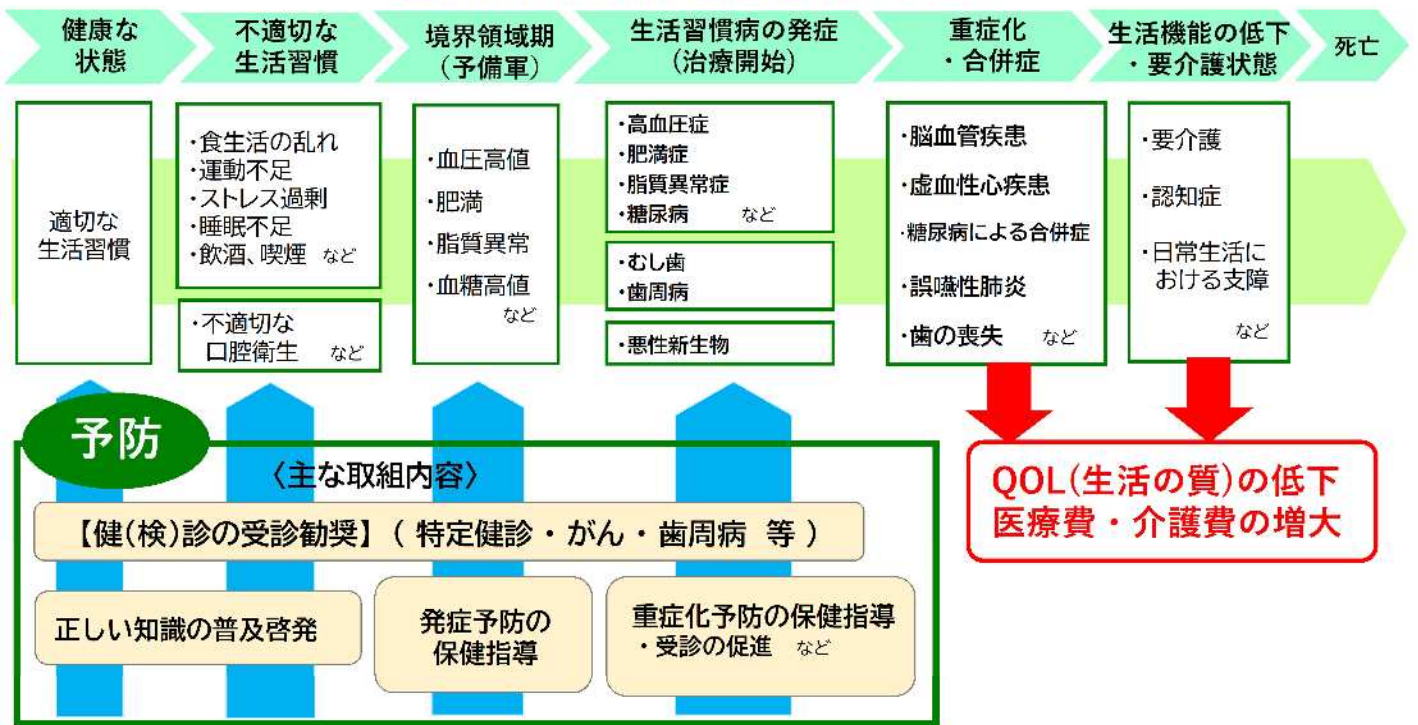 健康な
状態
不適切な
生活習慣
境界領域期
（予備軍）
生活習慣病の発症
（治療開始）
重症化
・合併症
生活機能の低下
・要介護状態
死亡
適切な
生活習慣
・食生活の乱れ
・運動不足
・ストレス過剰
・睡眠不足
・飲酒、喫煙 など
・不適切な
口腔衛生 など
・血圧高値
・肥満
・脂質異常
・血糖高値
など
・高血圧症
・肥満症
・脂質異常症
・糖尿病 など
・むし歯
・歯周病
・悪性新生物
・脳血管疾患
・虚血性心疾患
・糖尿病による合併症
・誤嚥性肺炎
・歯の喪失 など
・要介護
・認知症
・日常生活に
おける支障
など
予防
〈主な取組内容〉
【健（検）診の受診勧奨】（ 特定健診・がん・歯周病 等 ）
正しい知識の普及啓発
発症予防の
保健指導
重症化予防の保健指導
・受診の促進 など
QOL（生活の質）の低下
医療費・介護費の増大